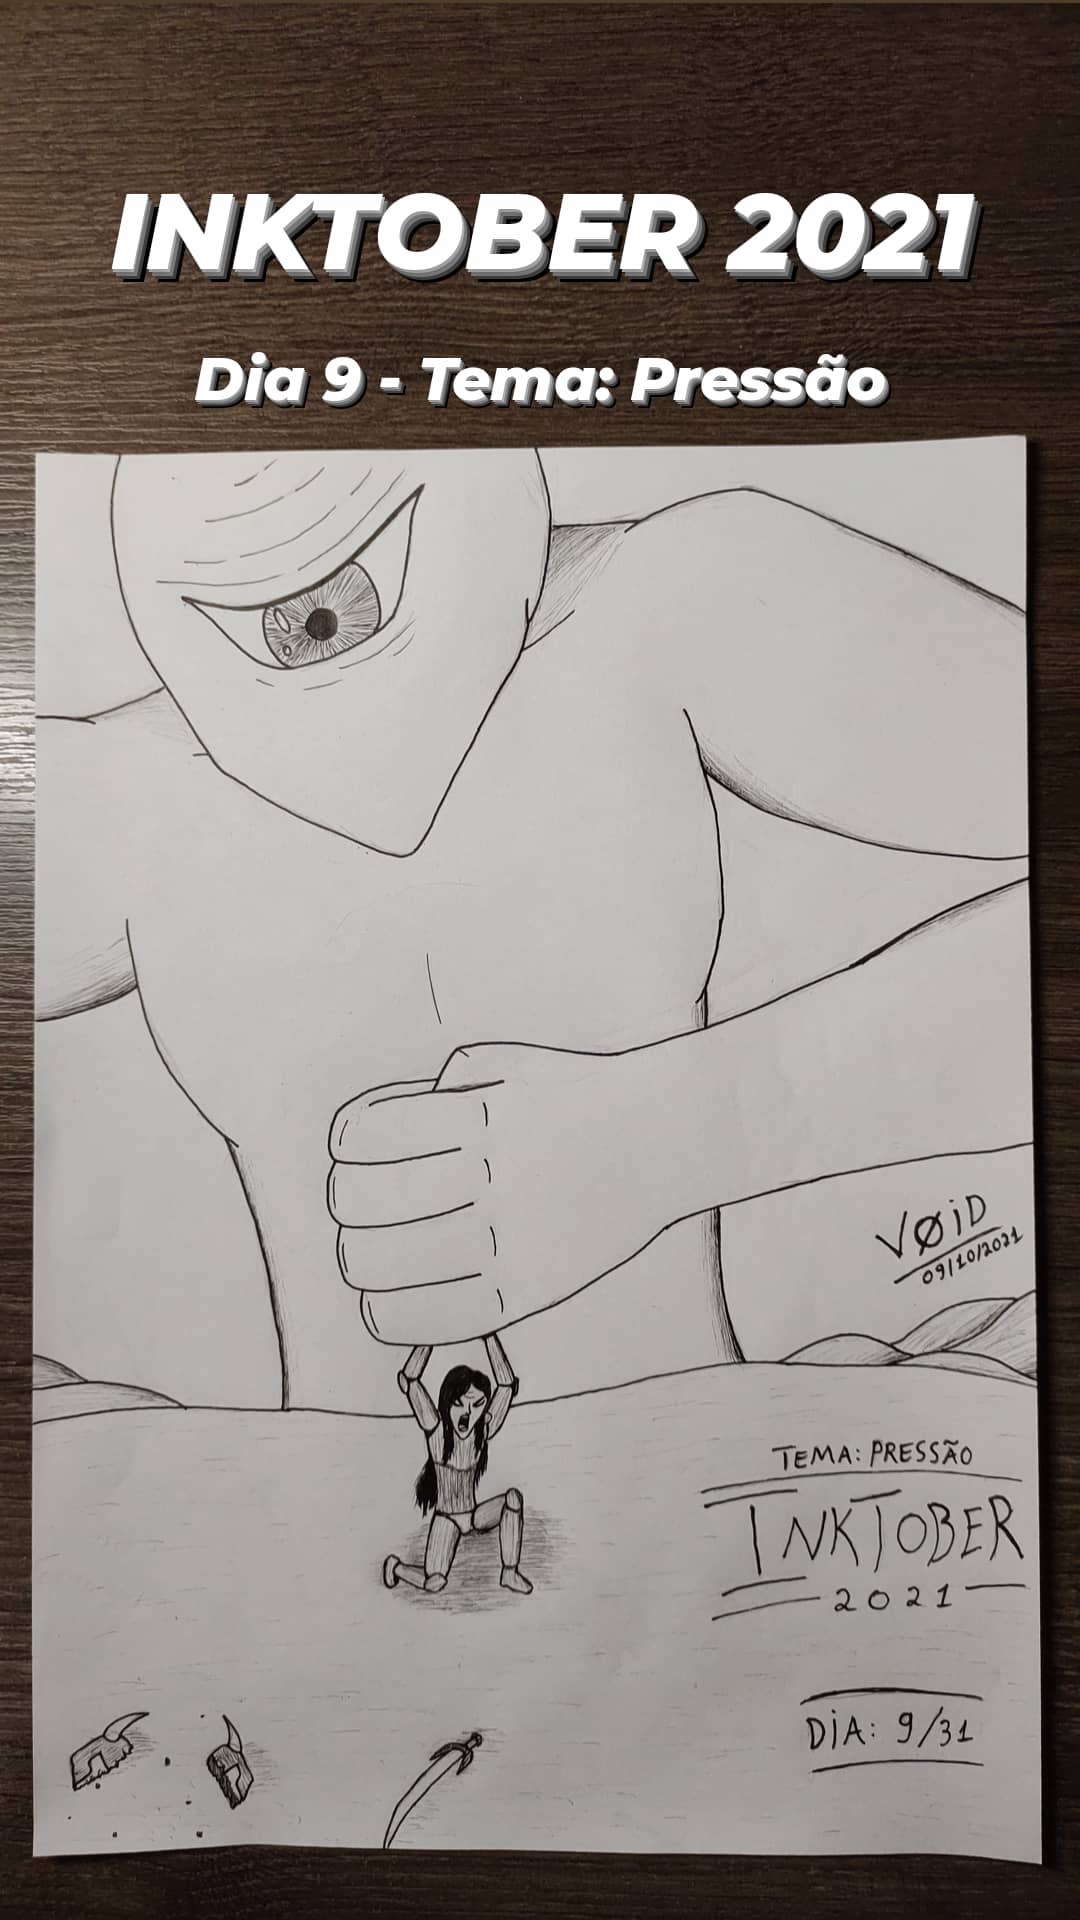 INKTOBER 2021
Dia 9 - Tema: Pressão
VØiD
09/10/2021
TEMA: PRESSÃO
INKTOBER
2021
DiA: 9/31